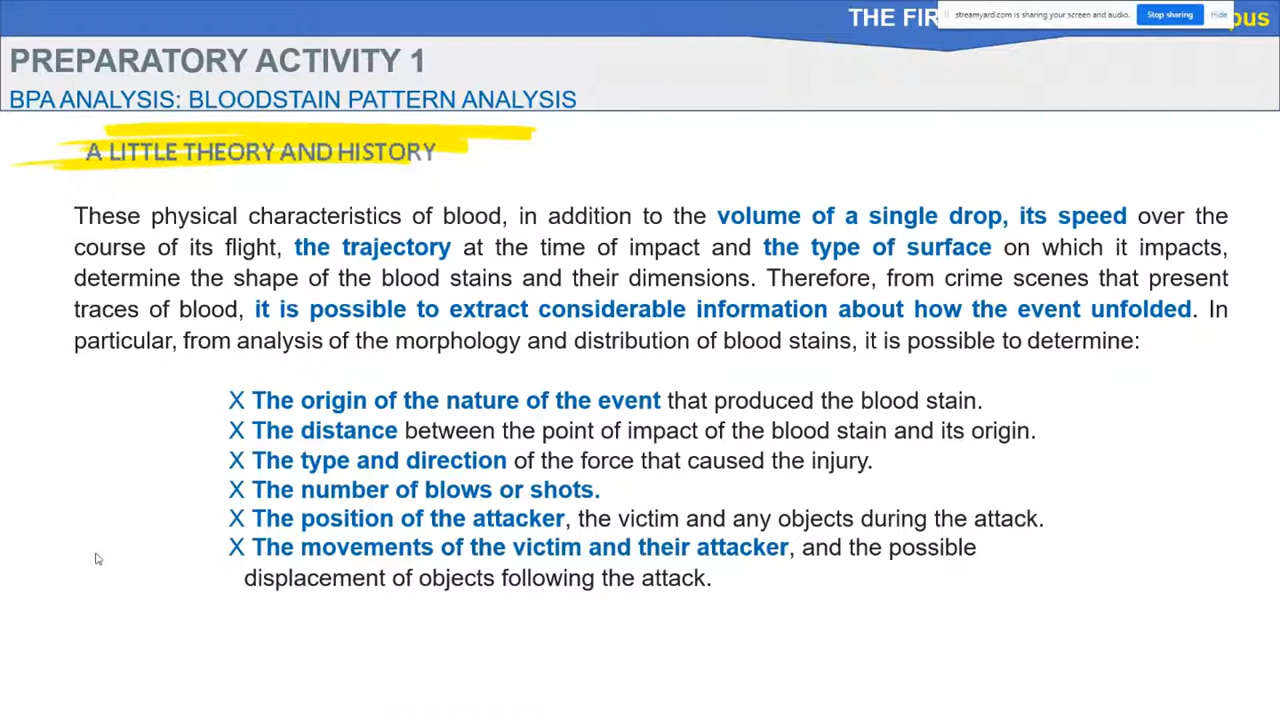 THE FIR
streamyard.com is sharing your screen and audio.
Stop sharing
Hide
pus
PREPARATORY ACTIVITY 1
BPA ANALYSIS: BLOODSTAIN PATTERN ANALYSIS
A LITTLE THEORY AND HISTORY
These physical characteristics of blood, in addition to the volume of a single drop, its speed over the
course of its flight, the trajectory at the time of impact and the type of surface on which it impacts,
determine the shape of the blood stains and their dimensions. Therefore, from crime scenes that present
traces of blood, it is possible to extract considerable information about how the event unfolded. In
particular, from analysis of the morphology and distribution of blood stains, it is possible to determine:
X The origin of the nature of the event that produced the blood stain.
X The distance between the point of impact of the blood stain and its origin.
X The type and direction of the force that caused the injury.
X The number of blows or shots.
X The position of the attacker, the victim and any objects during the attack.
X The movements of the victim and their attacker, and the possible
displacement of objects following the attack.